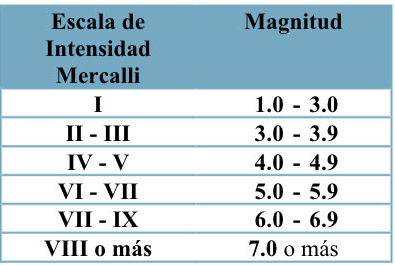 Escala de Intensidad Mercalli Magnitud
I 1.0 - 3.0
II - III 3.0 - 3.9
IV - V 4.0 - 4.9
VI - VII 5.0 - 5.9
VII - IX 6.0 - 6.9
VIII o más 7.0 o más